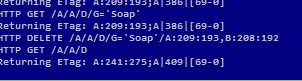 Returning ETag: A:209:193;A|386|[69-0]
HTTP GET /A/A/D/G='Soap'
Returning ETag: A:209:193;A|386|[69-0]
HTTP DELETE /A/A/D/G='Soap'/A:209:193,B:208:192
HTTP GET /A/A/D
Returning ETag: A:241:275;A|409|[69-0]